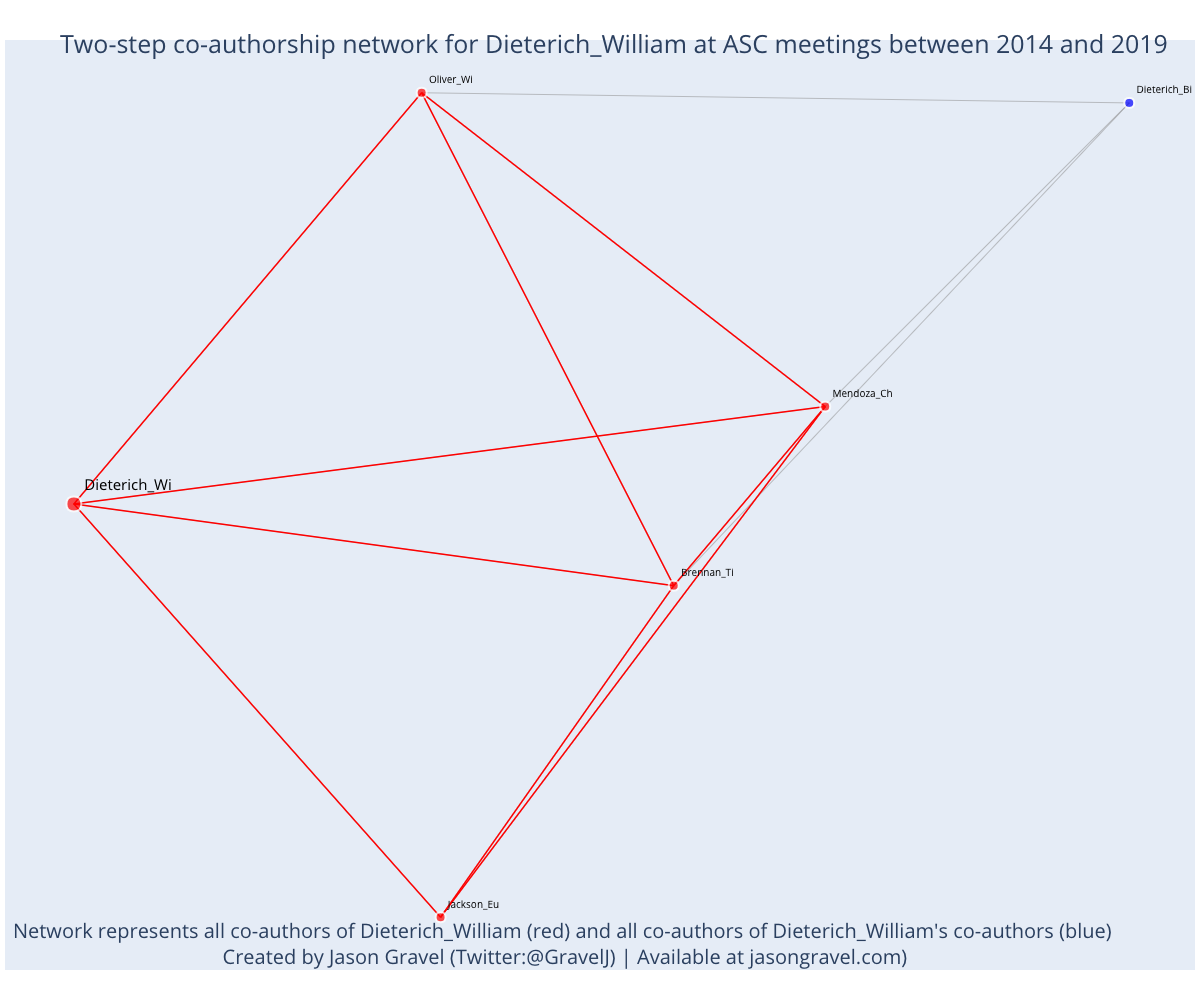 Two-step co-authorship network for Dieterich_William at ASC meetings between 2014 and 2019
Oliver_Wi
Dieterich_Bi
Mendoza_Ch
Dieterich_Wi
Brennan_Ti
Jackson_Eu
Network represents all co-authors of Dieterich_William (red) and all co-authors of Dieterich_William's co-authors (blue)
Created by Jason Gravel (Twitter:@GravelJ) | Available at jasongravel.com)